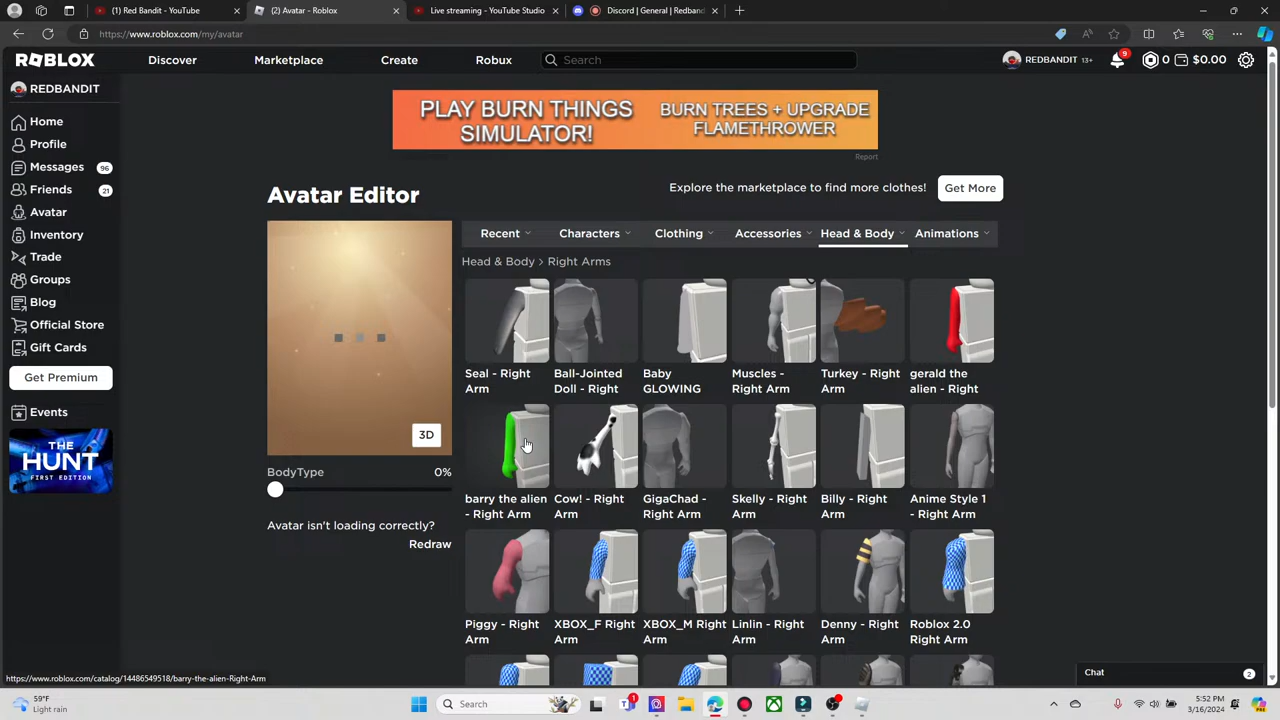 (1) Red Bandit - YouTube
Avatar - Roblox
Live streaming - YouTube Studio
Discord | General | Redband
https://www.roblox.com/my/avatar
ROBLOX
Discover
Marketplace
Create
Robux
Search
REDBANDIT 13+
9
0
$0.00
REDBANDIT
Home
Profile
Messages 96
Friends 21
Avatar
Inventory
Trade
Groups
Blog
Official Store
Gift Cards
Get Premium
Events
THE
HUNT
FIRST EDITION
PLAY BURN THINGS
SIMULATOR!
BURN TREES + UPGRADE
FLAMETHROWER
Report
Avatar Editor
Explore the marketplace to find more clothes!
Get More
3D
BodyType 0%
Avatar isn't loading correctly?
Redraw
Recent
Characters
Clothing
Accessories
Head & Body
Animations
Head & Body > Right Arms
Seal - Right
Arm
Ball-Jointed
Doll - Right
Baby
GLOWING
Muscles -
Right Arm
Turkey - Right
Arm
gerald the
alien - Right
barry the alien
- Right Arm
Cow! - Right
Arm
GigaChad -
Right Arm
Skelly - Right
Arm
Billy - Right
Arm
Anime Style 1
- Right Arm
Piggy - Right
Arm
XBOX_F Right
Arm
XBOX_M Right
Arm
Linlin - Right
Arm
Denny - Right
Arm
Roblox 2.0
Right Arm
Chat 2
https://www.roblox.com/catalog/14486549518/barry-the-alien-Right-Arm
59°F
Light rain
Search
1
5:52 PM
3/16/2024